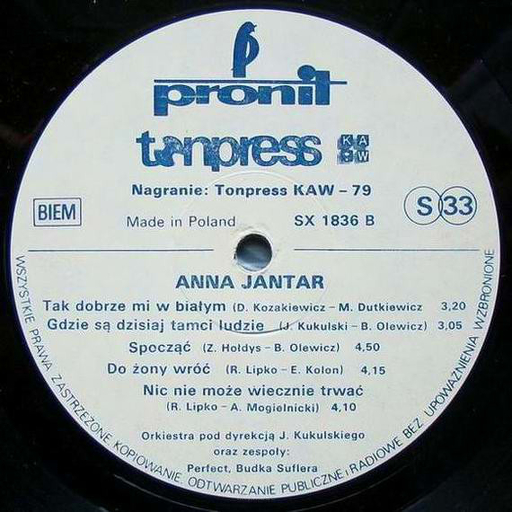 pronit
tonpress KAW
Nagranie: Tonpress KAW – 79
BIEM
Made in Poland
SX 1836 B
S 33
ANNA JANTAR
Tak dobrze mi w białym (D. Kozakiewicz – M. Dutkiewicz 3,20
Gdzie są dzisiaj tamci ludzie (J. Kukulski – B. Olewicz) 3,05
Spocząć (Z. Hołdys – B. Olewicz) 4,50
Do żony wróć (R. Lipko – E. Kolon) 4,15
Nic nie może wiecznie trwać
(R. Lipko – A. Mogielnicki) 4,10
Orkiestra pod dyrekcją J. Kukulskiego
oraz zespoły:
Perfect, Budka Suflera
WSZYSTKIE PRAWA ZASTRZEŻONE, KOPIOWANIE, ODTWARZANIE PUBLICZNE I RADIOWE BEZ UPOWAŻNIENIA WZBRONIONE